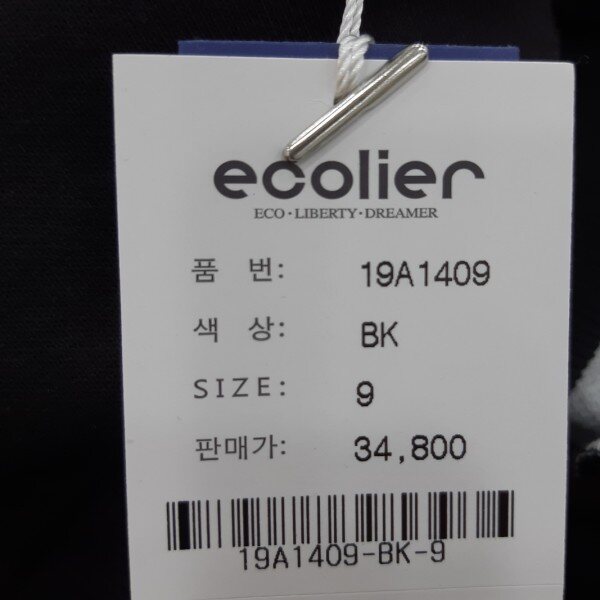 ecolier
ECO·LIBERTY·DREAMER
품 번: 19A1409
색 상: BK
SIZE: 9
판매가: 34,800
19A1409-BK-9